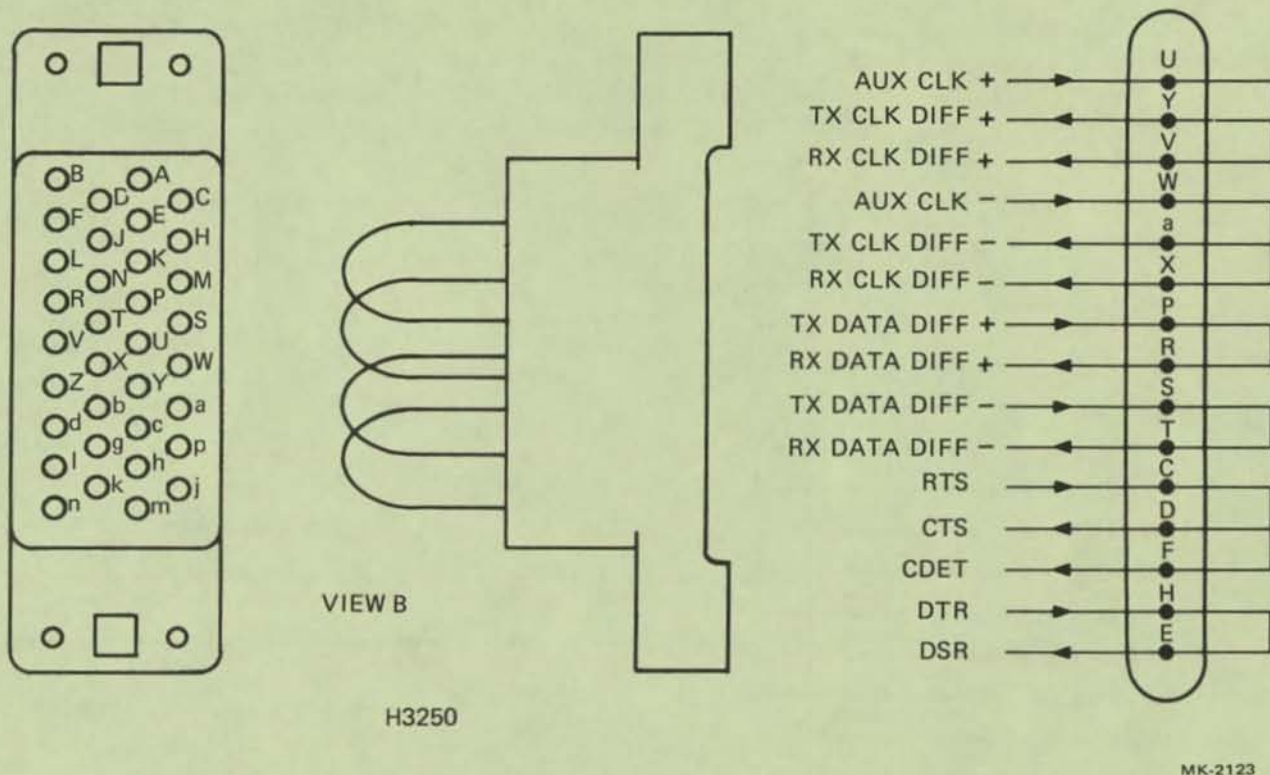 B A
D C
F E
J H
L K
N M
R P
T S
V U
X W
Z Y
b a
d c
g p
l h
k j
n m
VIEW B
H3250
AUX CLK + U
TX CLK DIFF + Y
RX CLK DIFF + V
AUX CLK − W
TX CLK DIFF − a
RX CLK DIFF − X
TX DATA DIFF + P
RX DATA DIFF + R
TX DATA DIFF − S
RX DATA DIFF − T
RTS C
CTS D
CDET F
DTR H
DSR E
MK-2123